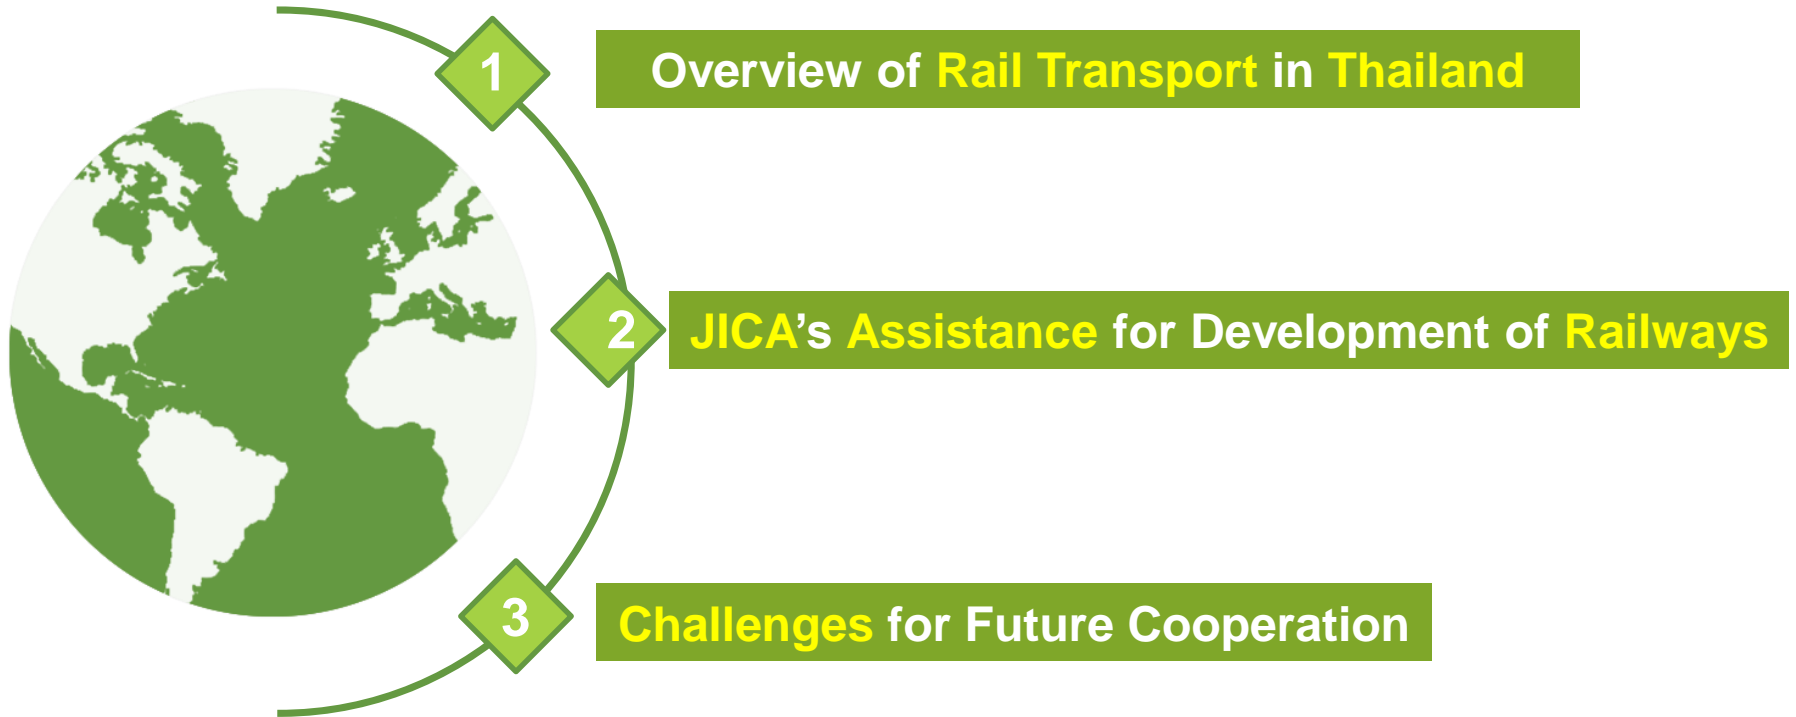 1
Overview of Rail Transport in Thailand
2
JICA’s Assistance for Development of Railways
3
Challenges for Future Cooperation